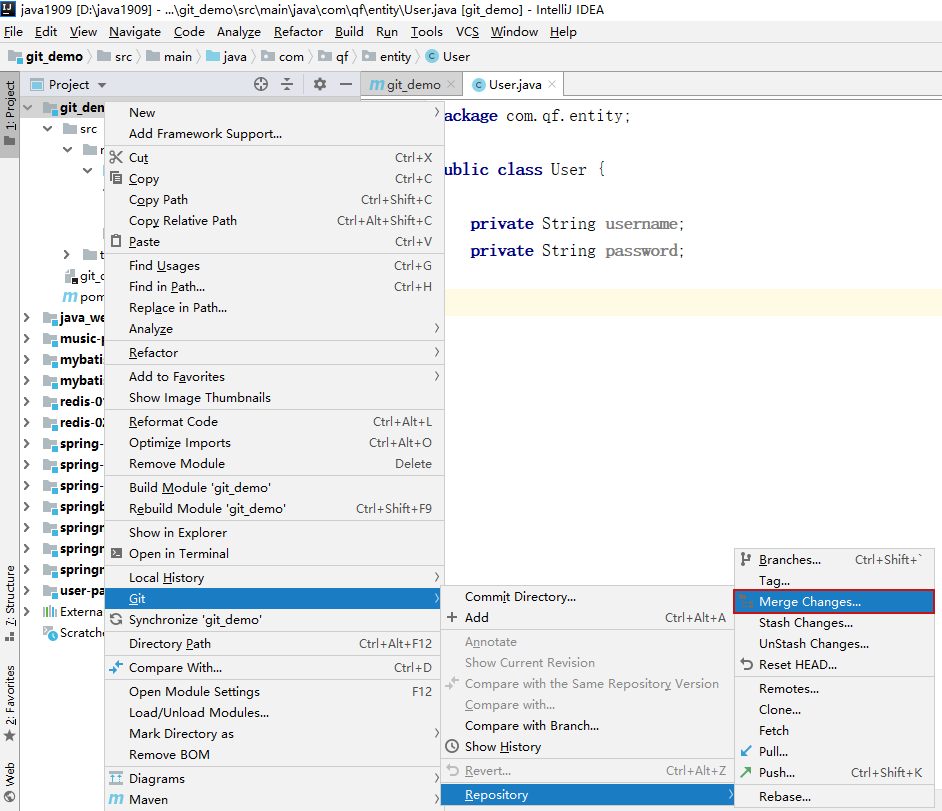 java1909 [D:\java1909] - ...\git_demo\src\main\java\com\qf\entity\User.java [git_demo] - IntelliJ IDEA
File Edit View Navigate Code Analyze Refactor Build Run Tools VCS Window Help
git_demo src main java com qf entity User
1: Project
Project
git_demo User.java
git_dem
src
t
git_c
pom
java_we
music-p
mybati
mybati
redis-01
redis-02
spring-
spring-
spring-
springb
springn
springn
springn
user-pa
Externa
Scratche
New
Add Framework Support...
Cut Ctrl+X
Copy Ctrl+C
Copy Path Ctrl+Shift+C
Copy Relative Path Ctrl+Alt+Shift+C
Paste Ctrl+V
Find Usages Ctrl+G
Find in Path... Ctrl+H
Replace in Path...
Analyze
Refactor
Add to Favorites
Show Image Thumbnails
Reformat Code Ctrl+Alt+L
Optimize Imports Ctrl+Alt+O
Remove Module Delete
Build Module 'git_demo'
Rebuild Module 'git_demo' Ctrl+Shift+F9
Show in Explorer
Open in Terminal
Local History
Git
Synchronize 'git_demo'
Directory Path Ctrl+Alt+F12
Compare With... Ctrl+D
Open Module Settings F12
Load/Unload Modules...
Mark Directory as
Remove BOM
Diagrams
Maven
ackage com.qf.entity;
ublic class User {
private String username;
private String password;
Commit Directory...
Add Ctrl+Alt+A
Annotate
Show Current Revision
Compare with the Same Repository Version
Compare with...
Compare with Branch...
Show History
Revert... Ctrl+Alt+Z
Repository
Branches... Ctrl+Shift+`
Tag...
Merge Changes...
Stash Changes...
UnStash Changes...
Reset HEAD...
Remotes...
Clone...
Fetch
Pull...
Push... Ctrl+Shift+K
Rebase...
Z: Structure
2: Favorites
Web